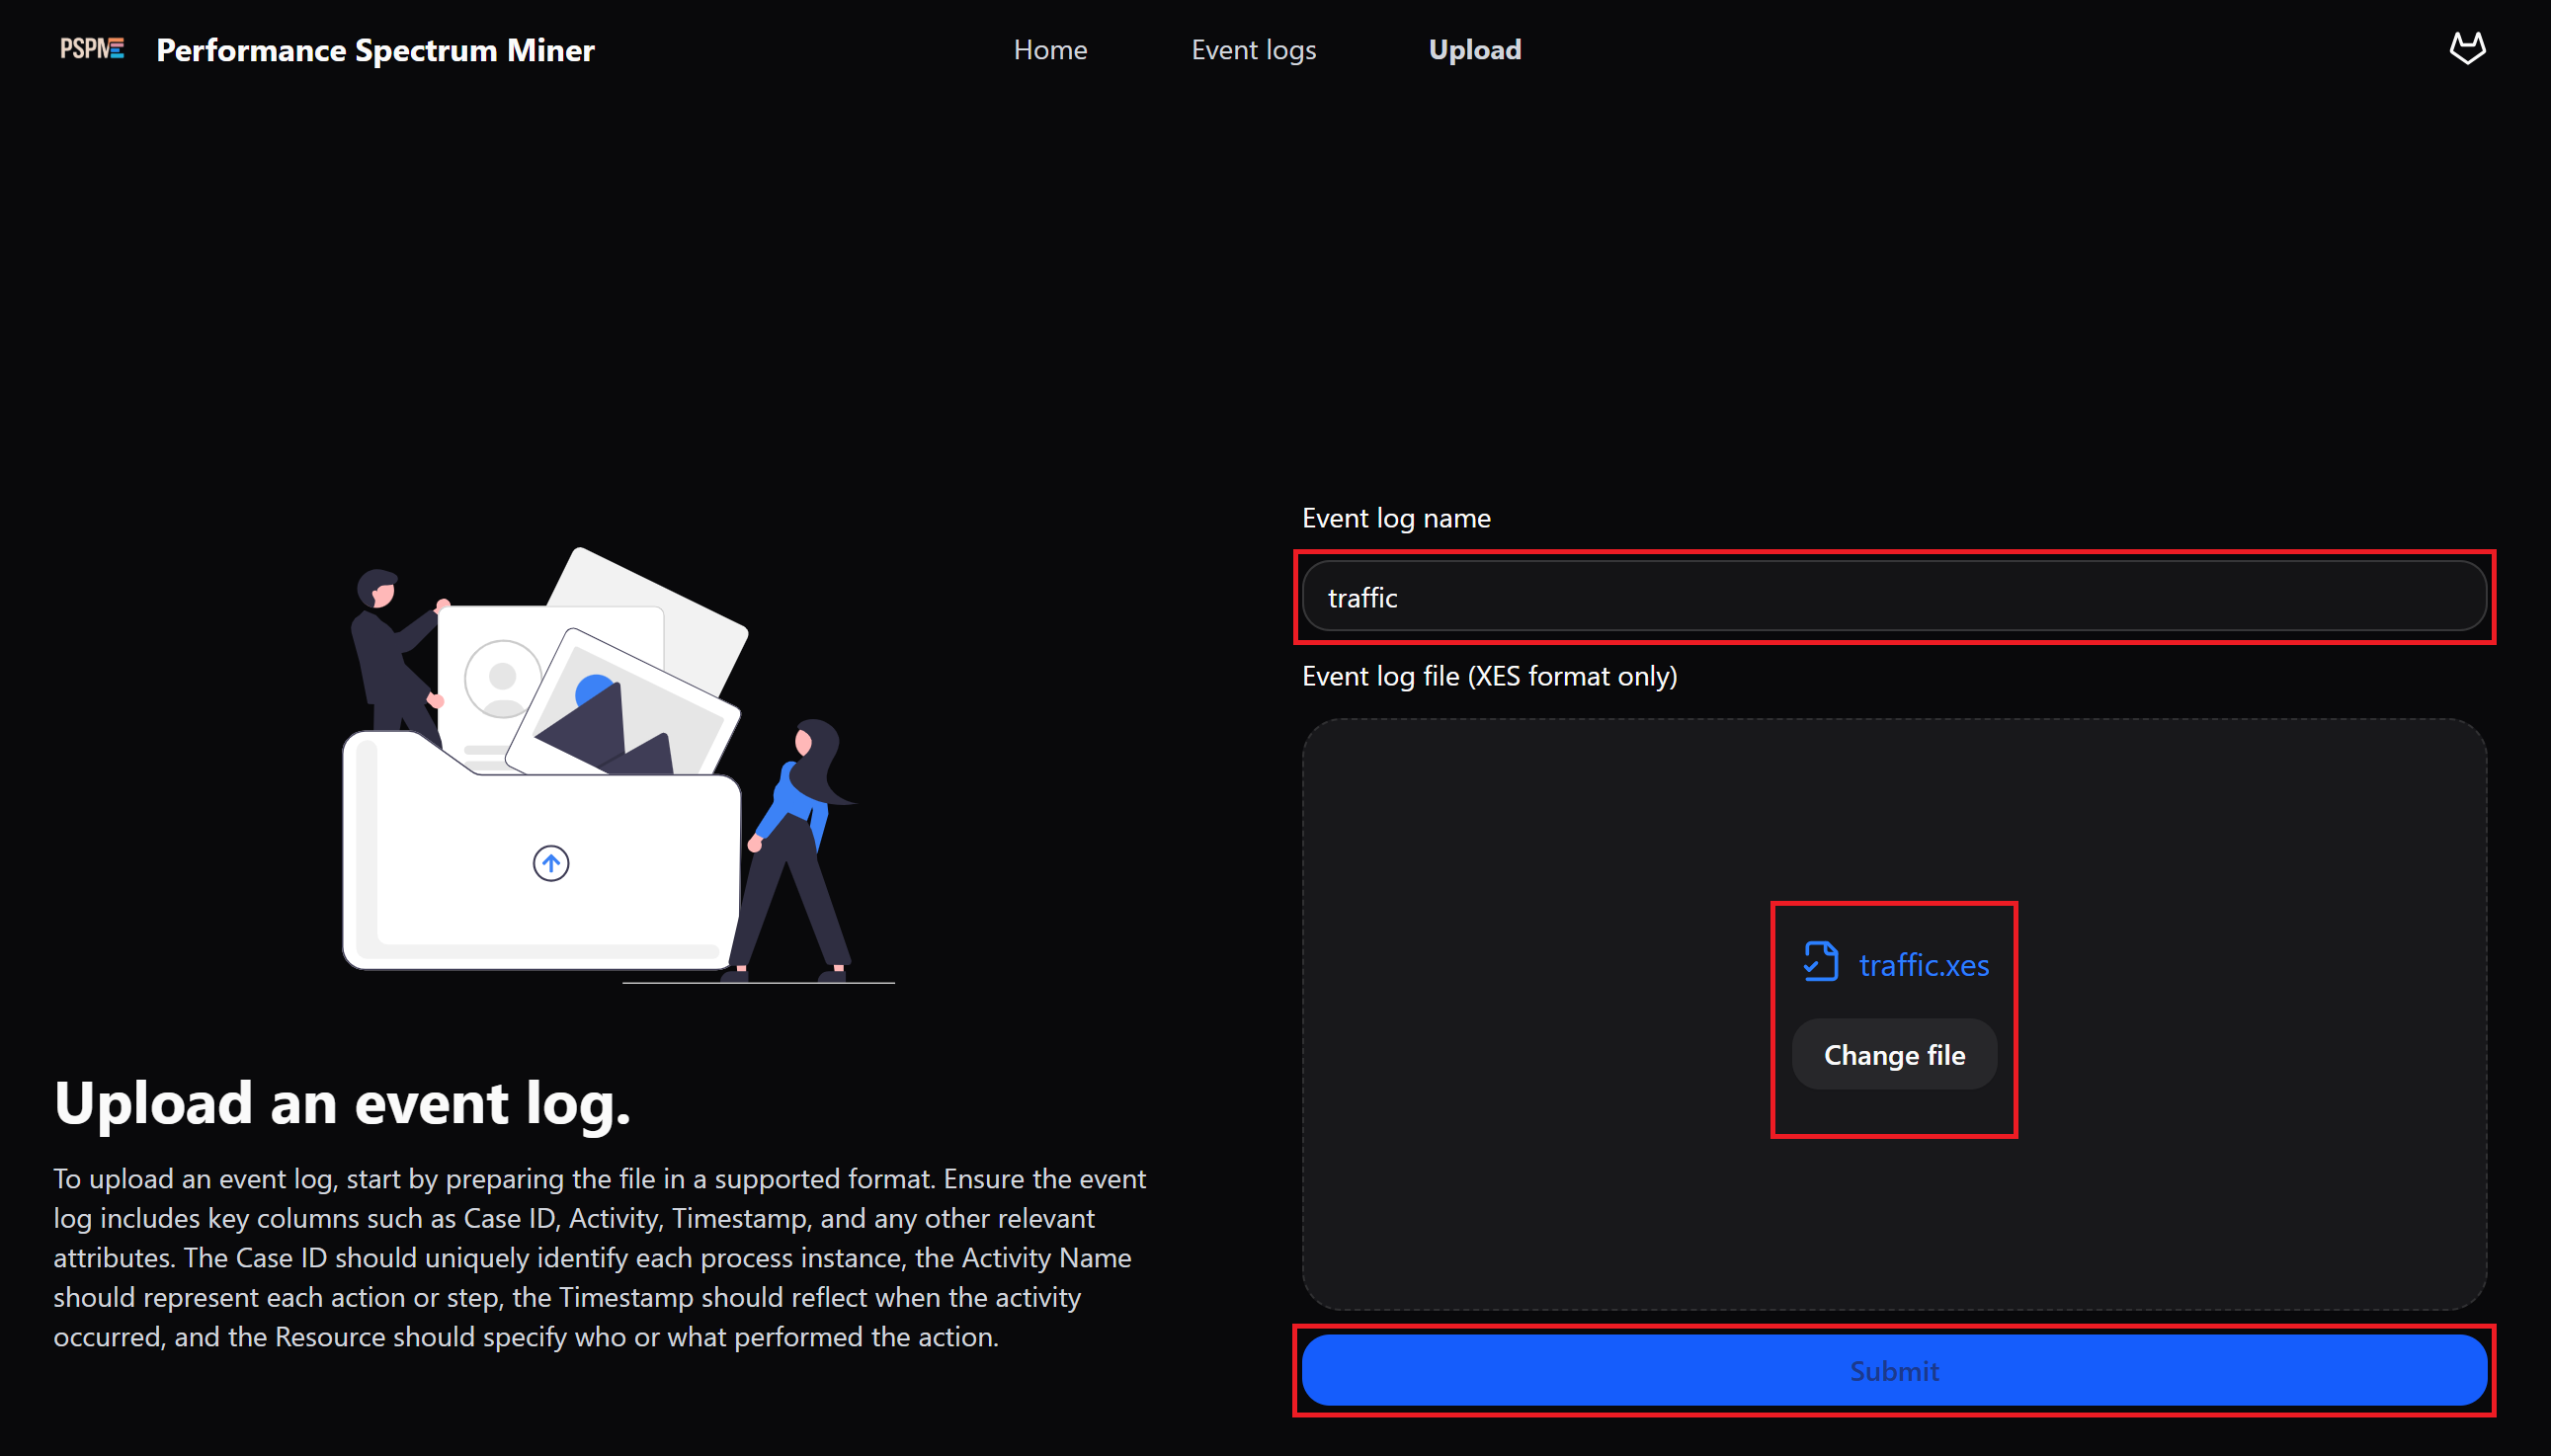 PSPM
Performance Spectrum Miner
Home
Event logs
Upload
Event log name
traffic
Event log file (XES format only)
traffic.xes
Change file
Submit
Upload an event log.
To upload an event log, start by preparing the file in a supported format. Ensure the event
log includes key columns such as Case ID, Activity, Timestamp, and any other relevant
attributes. The Case ID should uniquely identify each process instance, the Activity Name
should represent each action or step, the Timestamp should reflect when the activity
occurred, and the Resource should specify who or what performed the action.